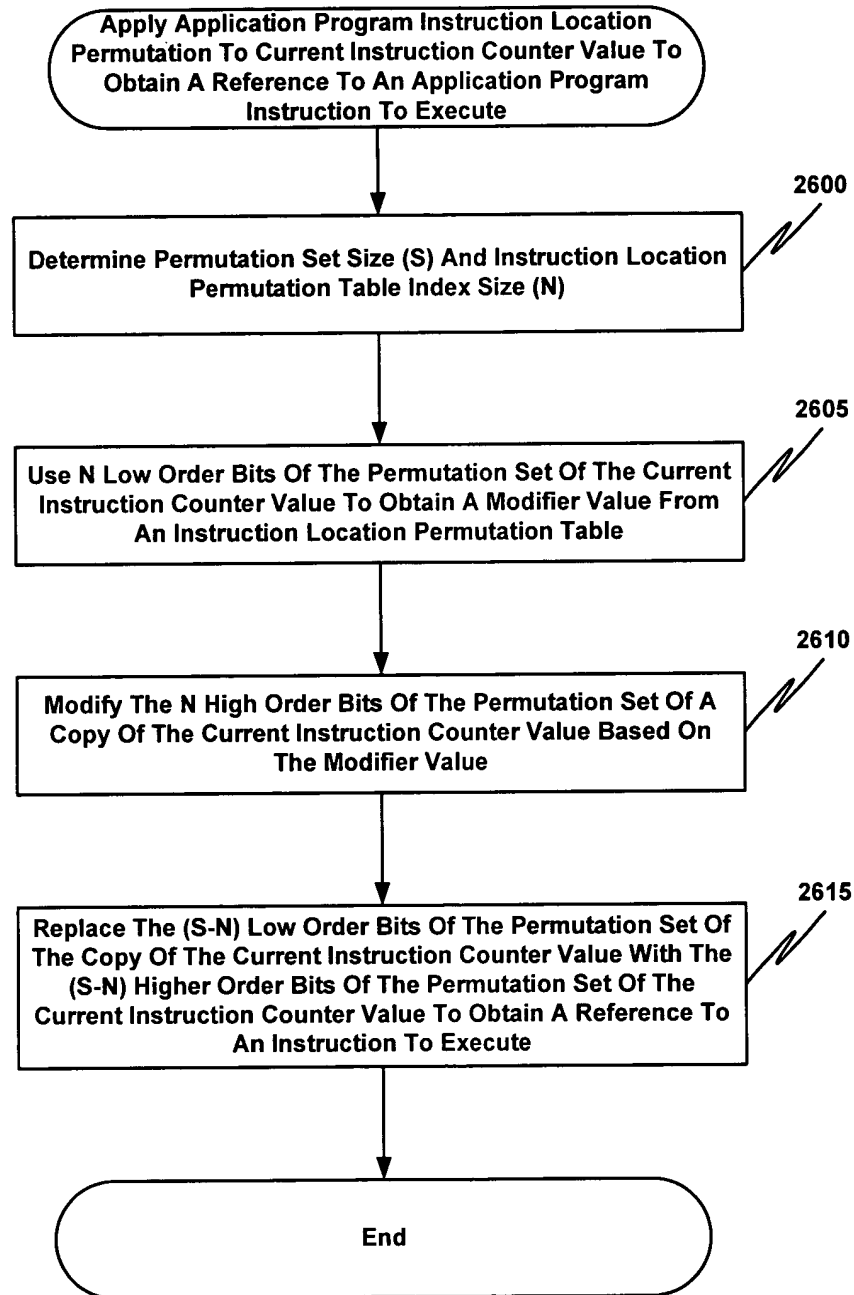 Apply Application Program Instruction Location
Permutation To Current Instruction Counter Value To
Obtain A Reference To An Application Program
Instruction To Execute
2600
Determine Permutation Set Size (S) And Instruction Location
Permutation Table Index Size (N)
2605
Use N Low Order Bits Of The Permutation Set Of The Current
Instruction Counter Value To Obtain A Modifier Value From
An Instruction Location Permutation Table
2610
Modify The N High Order Bits Of The Permutation Set Of A
Copy Of The Current Instruction Counter Value Based On
The Modifier Value
2615
Replace The (S-N) Low Order Bits Of The Permutation Set Of
The Copy Of The Current Instruction Counter Value With The
(S-N) Higher Order Bits Of The Permutation Set Of The
Current Instruction Counter Value To Obtain A Reference To
An Instruction To Execute
End